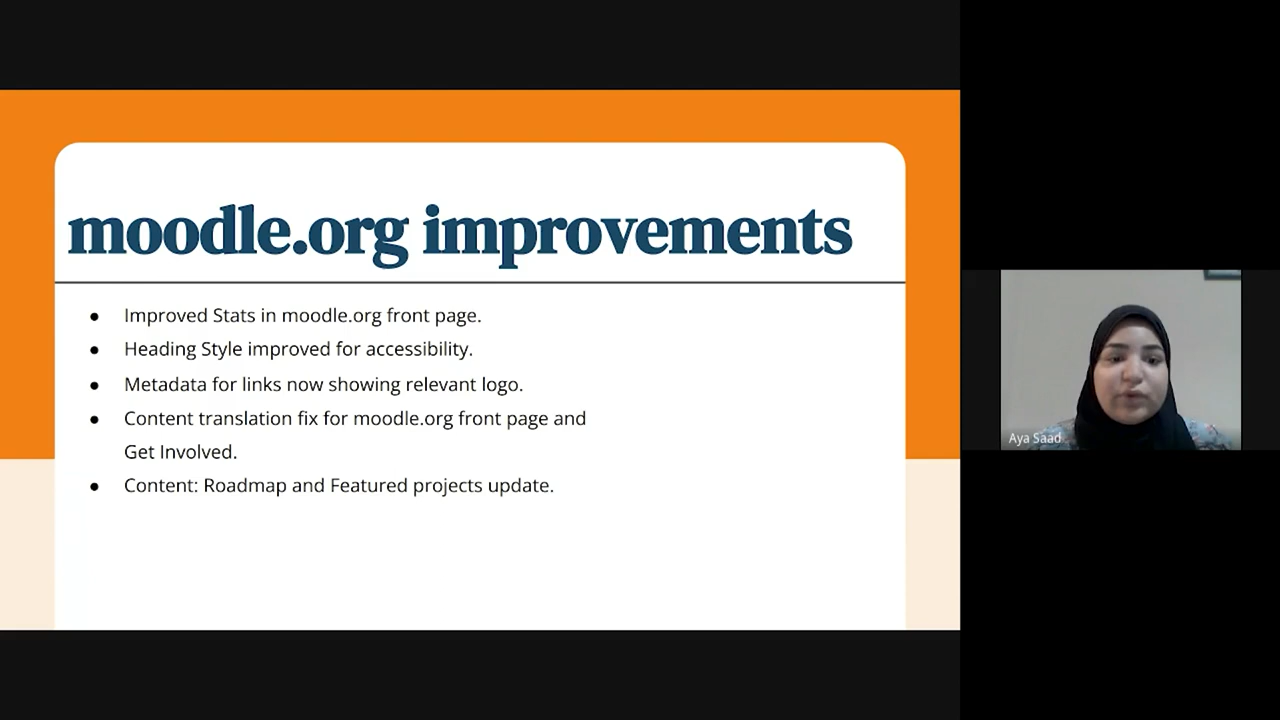 moodle.org improvements
● Improved Stats in moodle.org front page.
● Heading Style improved for accessibility.
● Metadata for links now showing relevant logo.
● Content translation fix for moodle.org front page and
Get Involved.
● Content: Roadmap and Featured projects update.
Aya Saad